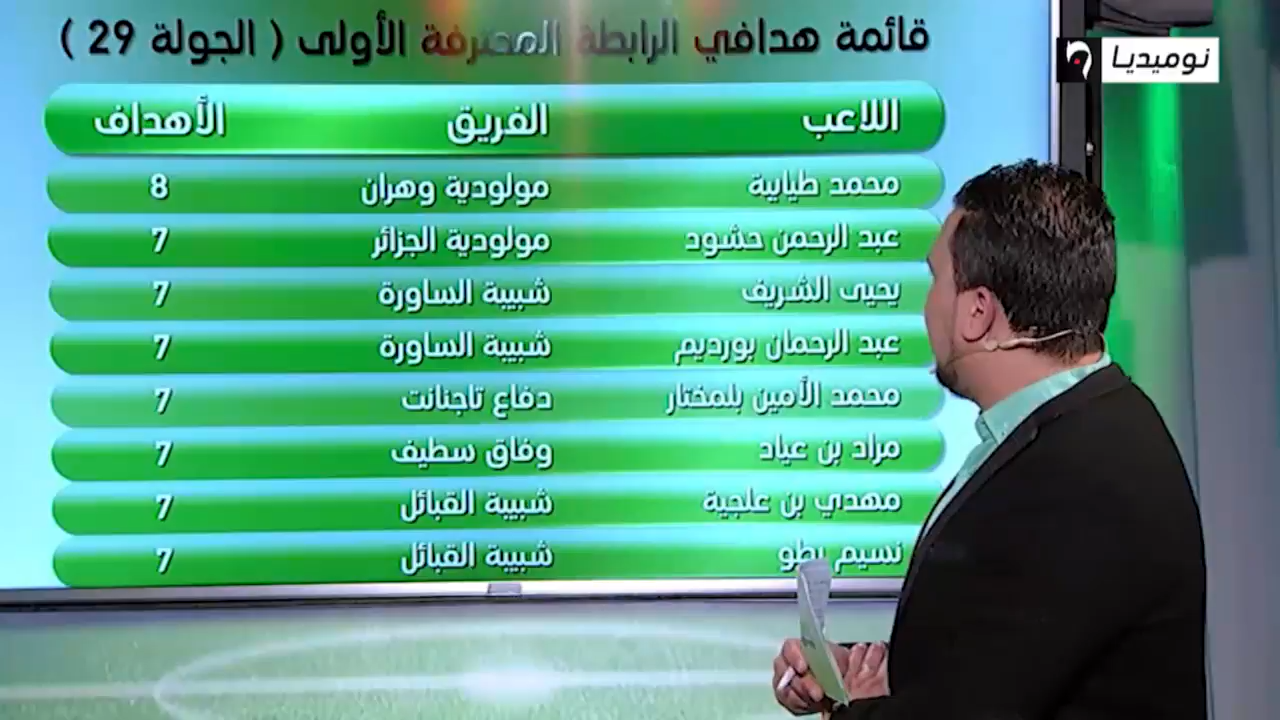 قائمة هدافي الرابطة المحترفة الأولى ( الجولة 29 )
نوميديا
اللاعب الفريق الأهداف
محمد طيايبة مولودية وهران 8
عبد الرحمن حشود مولودية الجزائر 7
يحيى الشريف شبيبة الساورة 7
عبد الرحمان بورديم شبيبة الساورة 7
محمد الأمين بلمختار دفاع تاجنانت 7
مراد بن عياد وفاق سطيف 7
مهدي بن علجية شبيبة القبائل 7
نسيم يطو شبيبة القبائل 7